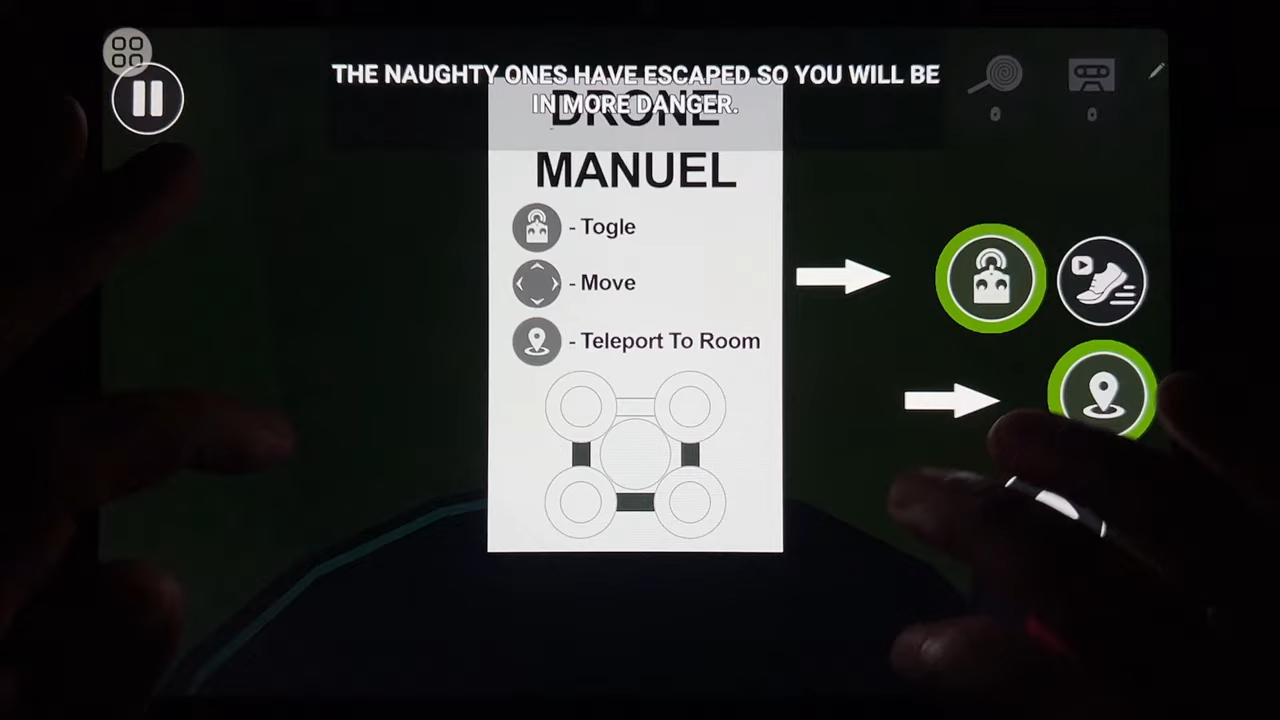 THE NAUGHTY ONES HAVE ESCAPED SO YOU WILL BE
IN MORE DANGER.
DRONE
MANUEL
- Togle
- Move
- Teleport To Room
0
0